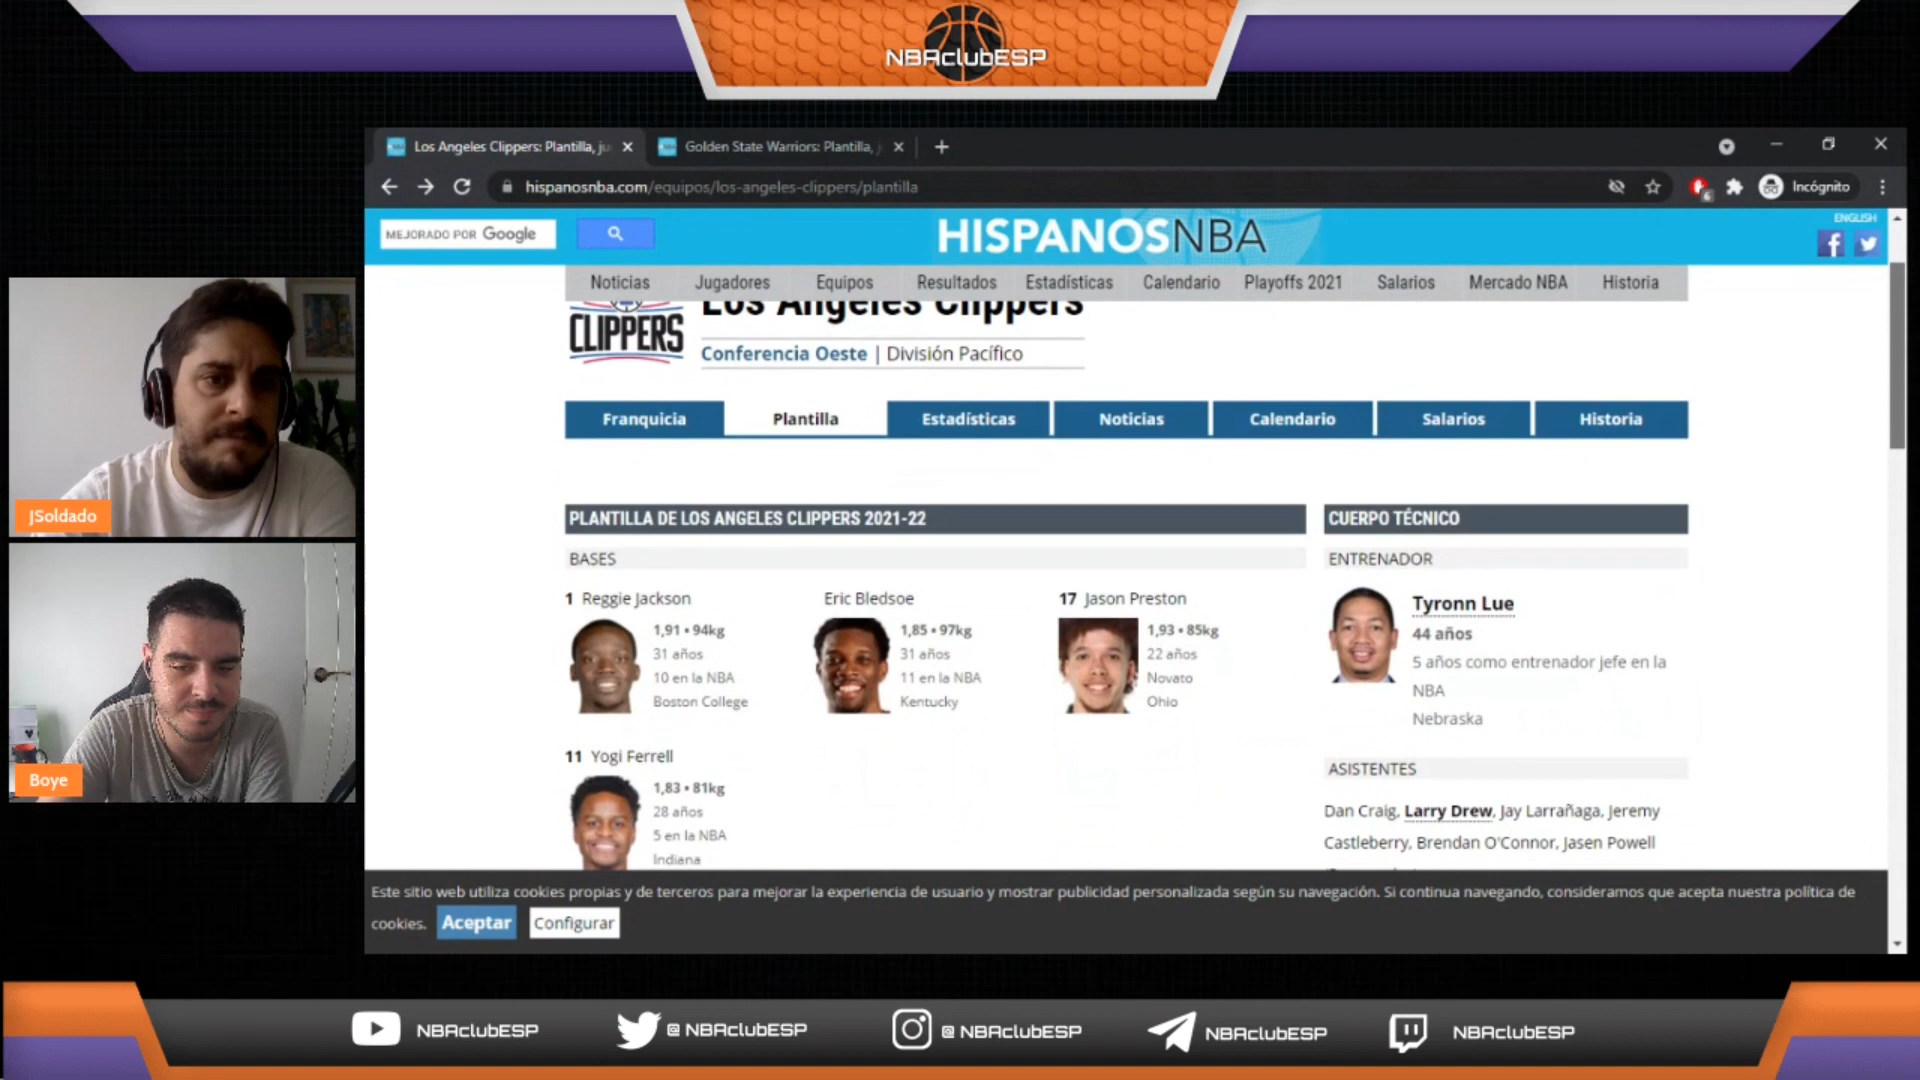 NBAclubESP
Los Angeles Clippers: Plantilla, ju
Golden State Warriors: Plantilla, j
hispanosnba.com/equipos/los-angeles-clippers/plantilla
Incógnito
MEJORADO POR Google
HISPANOSNBA
ENGLISH
Noticias Jugadores Equipos Resultados Estadísticas Calendario Playoffs 2021 Salarios Mercado NBA Historia
CLIPPERS
Los Angeles Clippers
Conferencia Oeste | División Pacífico
Franquicia Plantilla Estadísticas Noticias Calendario Salarios Historia
PLANTILLA DE LOS ANGELES CLIPPERS 2021-22
BASES
1 Reggie Jackson
1,91 • 94kg
31 años
10 en la NBA
Boston College
Eric Bledsoe
1,85 • 97kg
31 años
11 en la NBA
Kentucky
17 Jason Preston
1,93 • 85kg
22 años
Novato
Ohio
11 Yogi Ferrell
1,83 • 81kg
28 años
5 en la NBA
Indiana
CUERPO TÉCNICO
ENTRENADOR
Tyronn Lue
44 años
5 años como entrenador jefe en la
NBA
Nebraska
ASISTENTES
Dan Craig, Larry Drew, Jay Larrañaga, Jeremy
Castleberry, Brendan O'Connor, Jasen Powell
Este sitio web utiliza cookies propias y de terceros para mejorar la experiencia de usuario y mostrar publicidad personalizada según su navegación. Si continua navegando, consideramos que acepta nuestra política de
cookies. Aceptar Configurar
JSoldado
Boye
NBAclubESP
@ NBAclubESP
@ NBAclubESP
NBAclubESP
NBAclubESP